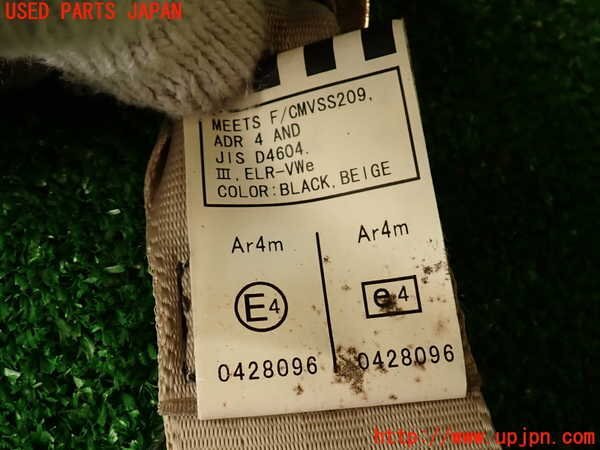 USED PARTS JAPAN
MEETS F/CMVSS209,
ADR 4 AND
JIS D4604.
III, ELR-VWe
COLOR:BLACK, BEIGE
Ar4m
Ar4m
E4
e4
0428096
0428096
http://www.upjpn.com/